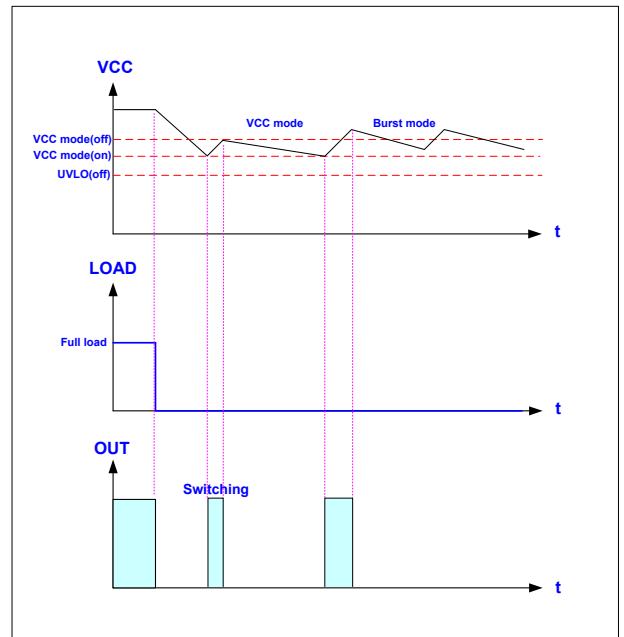 VCC
VCC mode
Burst mode
VCC mode(off)
VCC mode(on)
UVLO(off)
t
LOAD
Full load
t
OUT
Switching
t